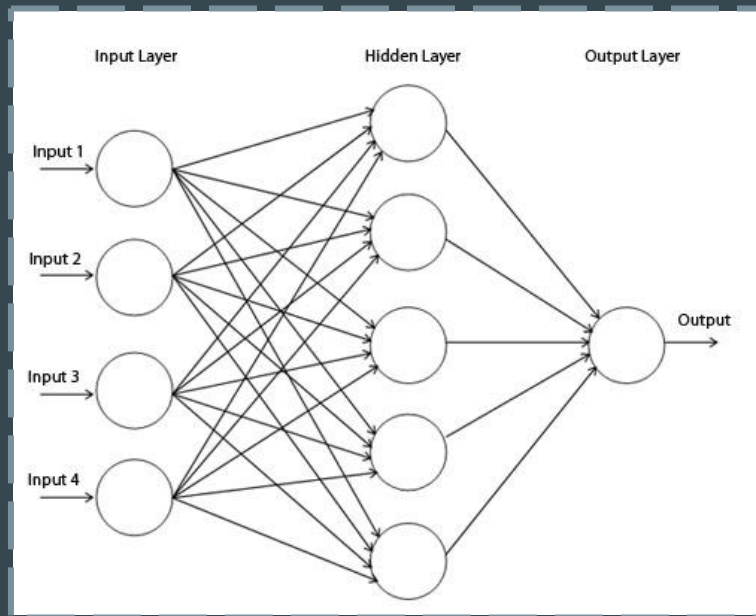 Input Layer
Hidden Layer
Output Layer
Input 1
Input 2
Input 3
Input 4
Output